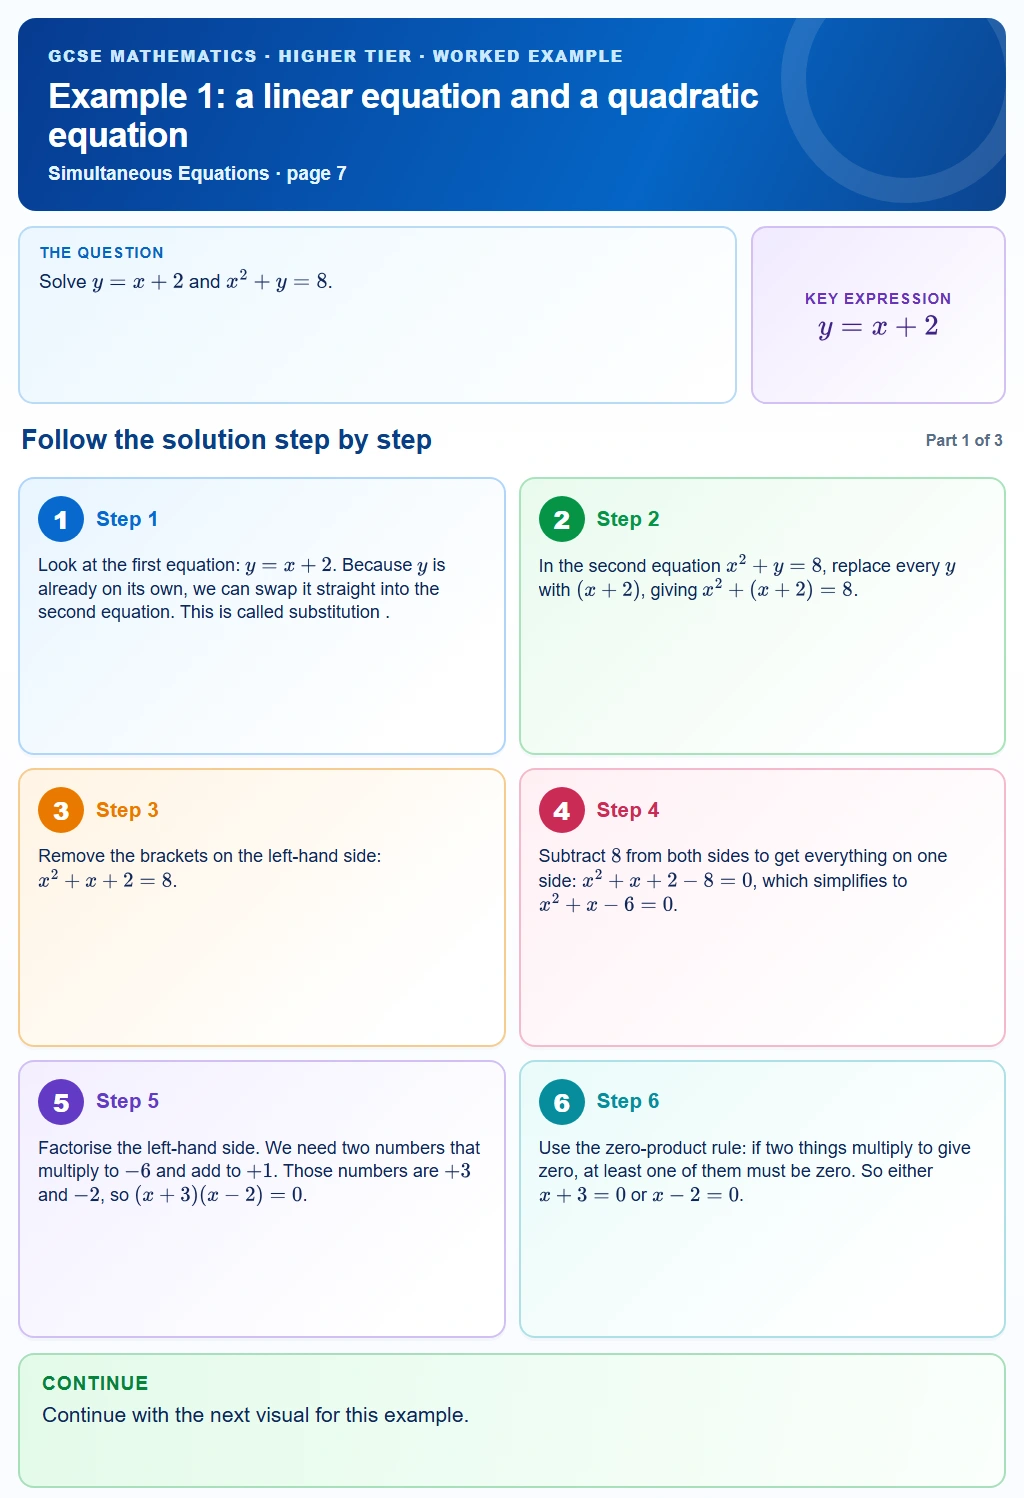 GCSE MATHEMATICS · HIGHER TIER · WORKED EXAMPLE
Example 1: a linear equation and a quadratic
equation
Simultaneous Equations · page 7
THE QUESTION
Solve y = x + 2 and x² + y = 8.
KEY EXPRESSION
y = x + 2
Follow the solution step by step
Part 1 of 3
1 Step 1
Look at the first equation: y = x + 2. Because y is
already on its own, we can swap it straight into the
second equation. This is called substitution .
2 Step 2
In the second equation x² + y = 8, replace every y
with (x + 2), giving x² + (x + 2) = 8.
3 Step 3
Remove the brackets on the left-hand side:
x² + x + 2 = 8.
4 Step 4
Subtract 8 from both sides to get everything on one
side: x² + x + 2 − 8 = 0, which simplifies to
x² + x − 6 = 0.
5 Step 5
Factorise the left-hand side. We need two numbers that
multiply to −6 and add to +1. Those numbers are +3
and −2, so (x + 3)(x − 2) = 0.
6 Step 6
Use the zero-product rule: if two things multiply to give
zero, at least one of them must be zero. So either
x + 3 = 0 or x − 2 = 0.
CONTINUE
Continue with the next visual for this example.